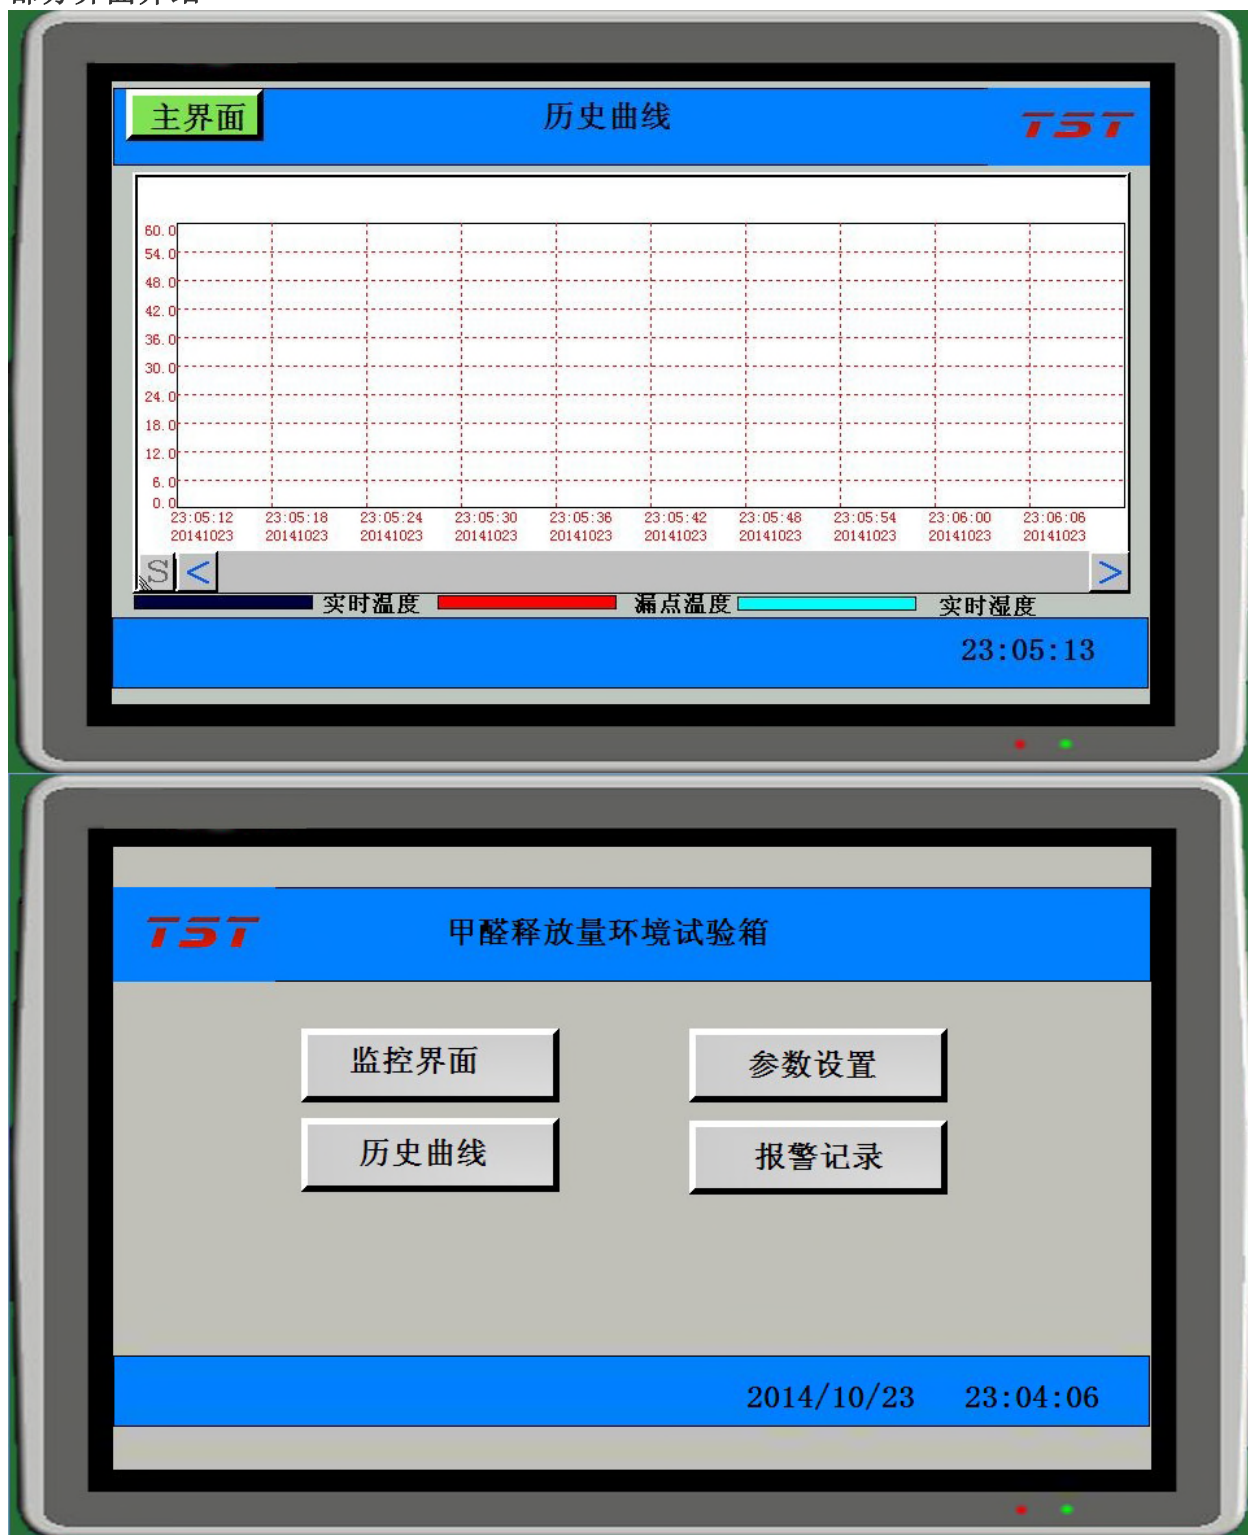 部分界面介绍
主界面
历史曲线
TST
60.0
54.0
48.0
42.0
36.0
30.0
24.0
18.0
12.0
6.0
0.0
23:05:12 23:05:18 23:05:24 23:05:30 23:05:36 23:05:42 23:05:48 23:05:54 23:06:00 23:06:06
20141023 20141023 20141023 20141023 20141023 20141023 20141023 20141023 20141023 20141023
S < >
实时温度 漏点温度 实时湿度
23:05:13
TST
甲醛释放量环境试验箱
监控界面 参数设置
历史曲线 报警记录
2014/10/23 23:04:06